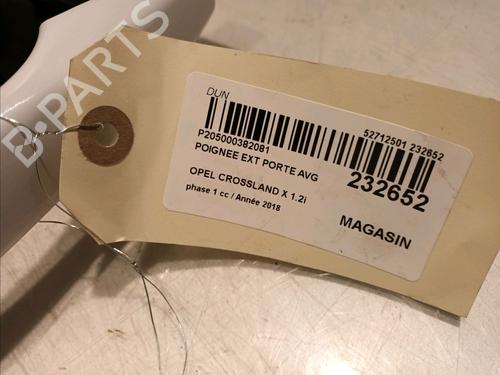 B-PARTS
DUN
P205000382081
52712501 232652
POIGNEE EXT PORTE AVG
232652
OPEL CROSSLAND X 1.2i
phase 1 cc / Année 2018
MAGASIN